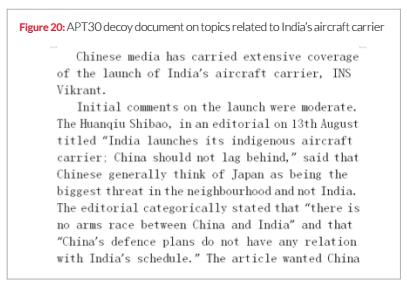 Figure 20: APT30 decoy document on topics related to India's aircraft carrier
Chinese media has carried extensive coverage
of the launch of India's aircraft carrier, INS
Vikrant.
Initial comments on the launch were moderate.
The Huanqiu Shibao, in an editorial on 13th August
titled "India launches its indigenous aircraft
carrier; China should not lag behind," said that
Chinese generally think of Japan as being the
biggest threat in the neighbourhood and not India.
The editorial categorically stated that "there is
no arms race between China and India" and that
"China's defence plans do not have any relation
with India's schedule." The article wanted China